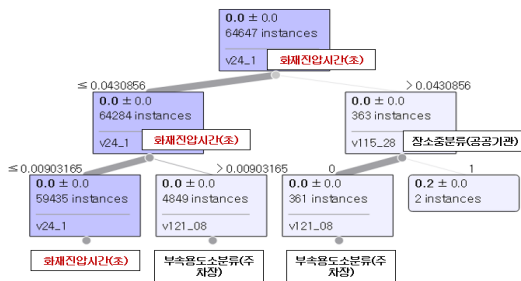 0.0 ± 0.0
64647 instances
v24_1
화재진압시간(초)
≤ 0.0430856
> 0.0430856
0.0 ± 0.0
64284 instances
v24_1
화재진압시간(초)
0.0 ± 0.0
363 instances
v115_28
장소중분류(공공기관)
≤ 0.00903165
> 0.00903165
0
1
0.0 ± 0.0
59435 instances
v24_1
화재진압시간(초)
0.0 ± 0.0
4849 instances
v121_08
부속용도소분류(주
차장)
0.0 ± 0.0
361 instances
v121_08
부속용도소분류(주
차장)
0.2 ± 0.0
2 instances